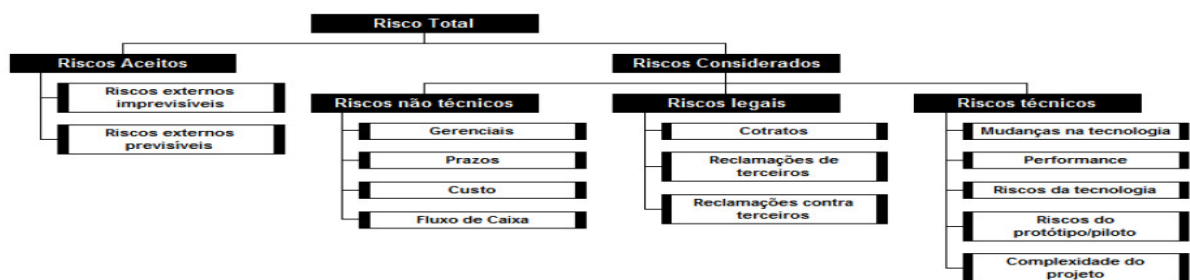 Risco Total
Riscos Aceitos
Riscos externos
imprevisíveis
Riscos externos
previsíveis
Riscos Considerados
Riscos não técnicos
Gerenciais
Prazos
Custo
Fluxo de Caixa
Riscos legais
Cotratos
Reclamações de
terceiros
Reclamações contra
terceiros
Riscos técnicos
Mudanças na tecnologia
Performance
Riscos da tecnologia
Riscos do
protótipo/piloto
Complexidade do
projeto